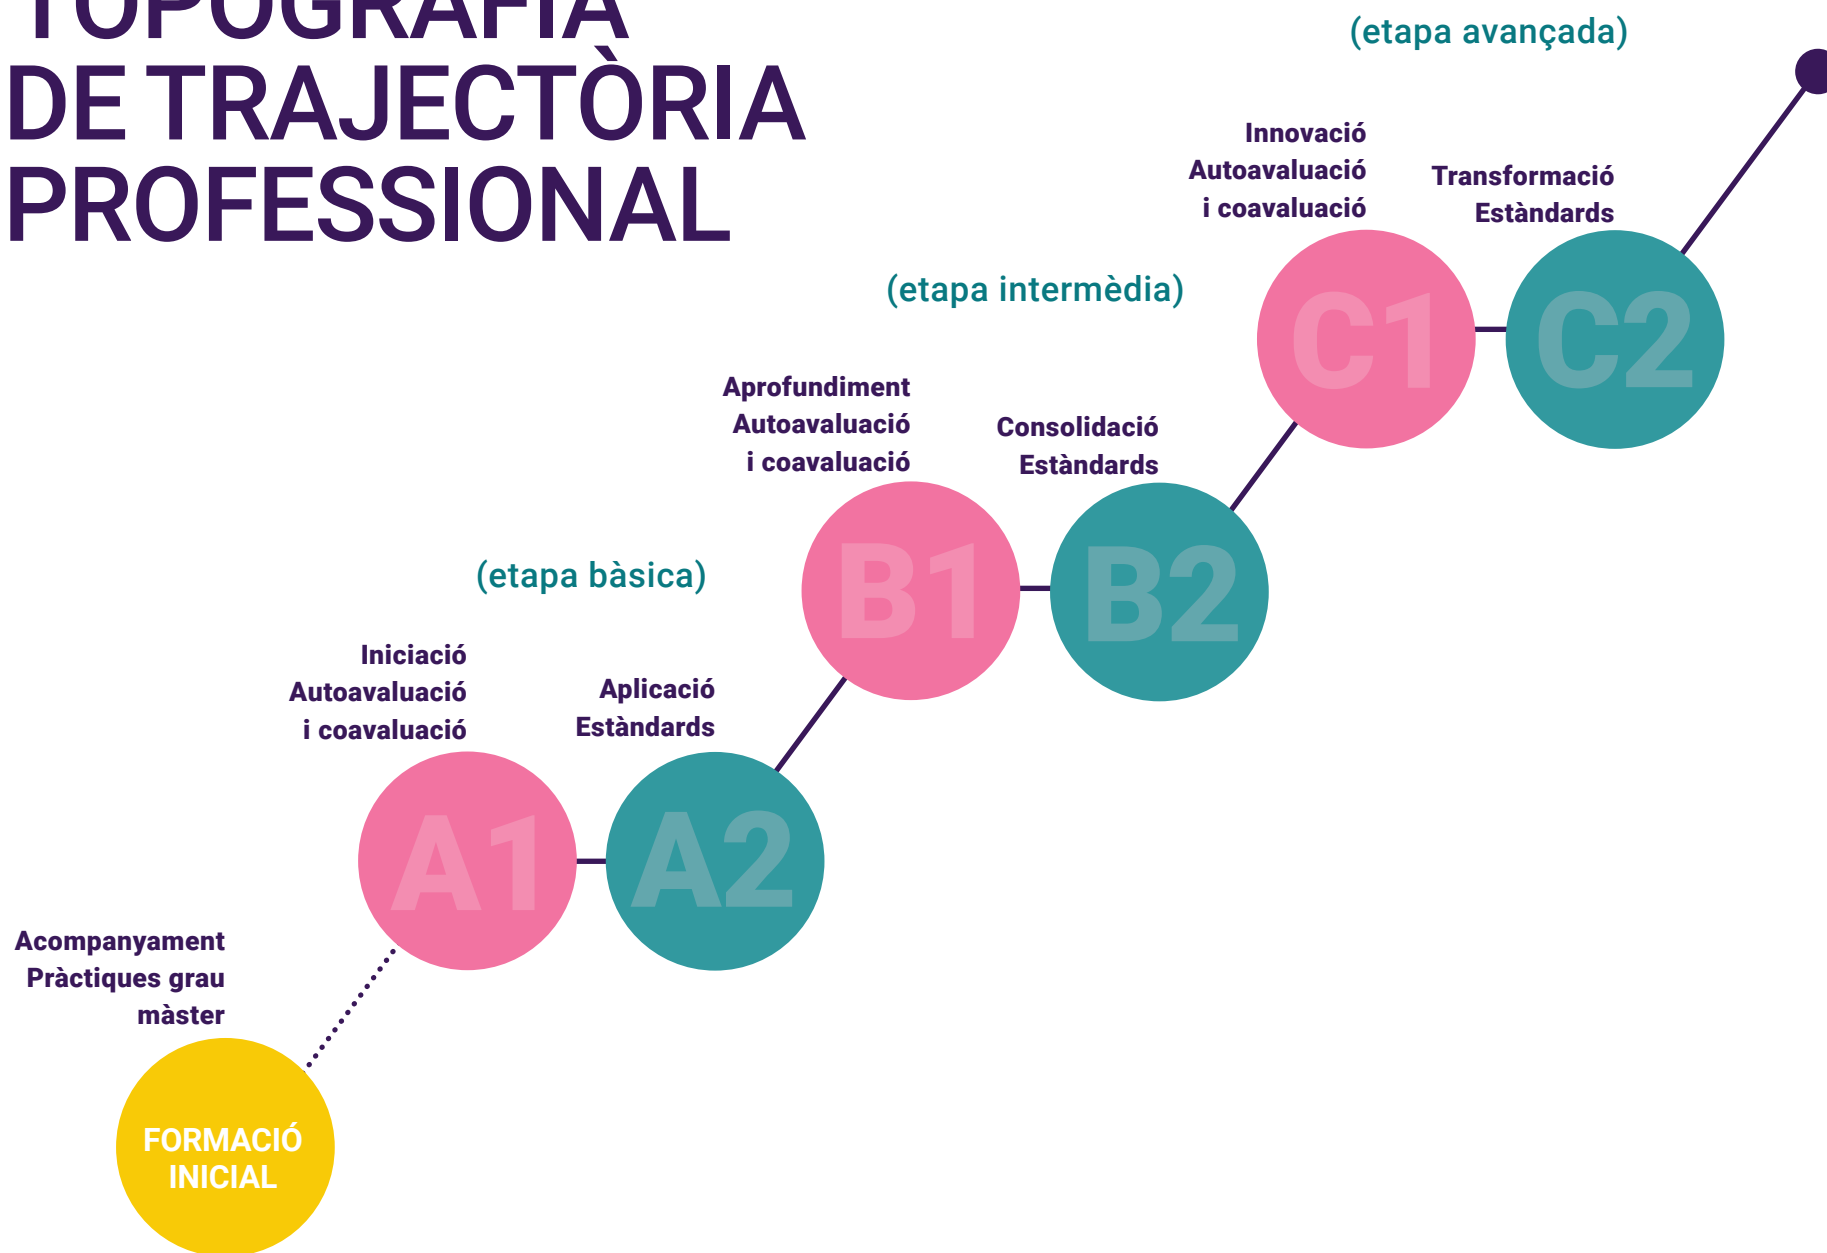 TOPOGRAFIA
DE TRAJECTÒRIA
PROFESSIONAL
(etapa avançada)
Innovació
Autoavaluació
i coavaluació
Transformació
Estàndards
C1
C2
(etapa intermèdia)
Aprofundiment
Autoavaluació
i coavaluació
Consolidació
Estàndards
B1
B2
(etapa bàsica)
Iniciació
Autoavaluació
i coavaluació
Aplicació
Estàndards
A1
A2
Acompanyament
Pràctiques grau
màster
FORMACIÓ
INICIAL